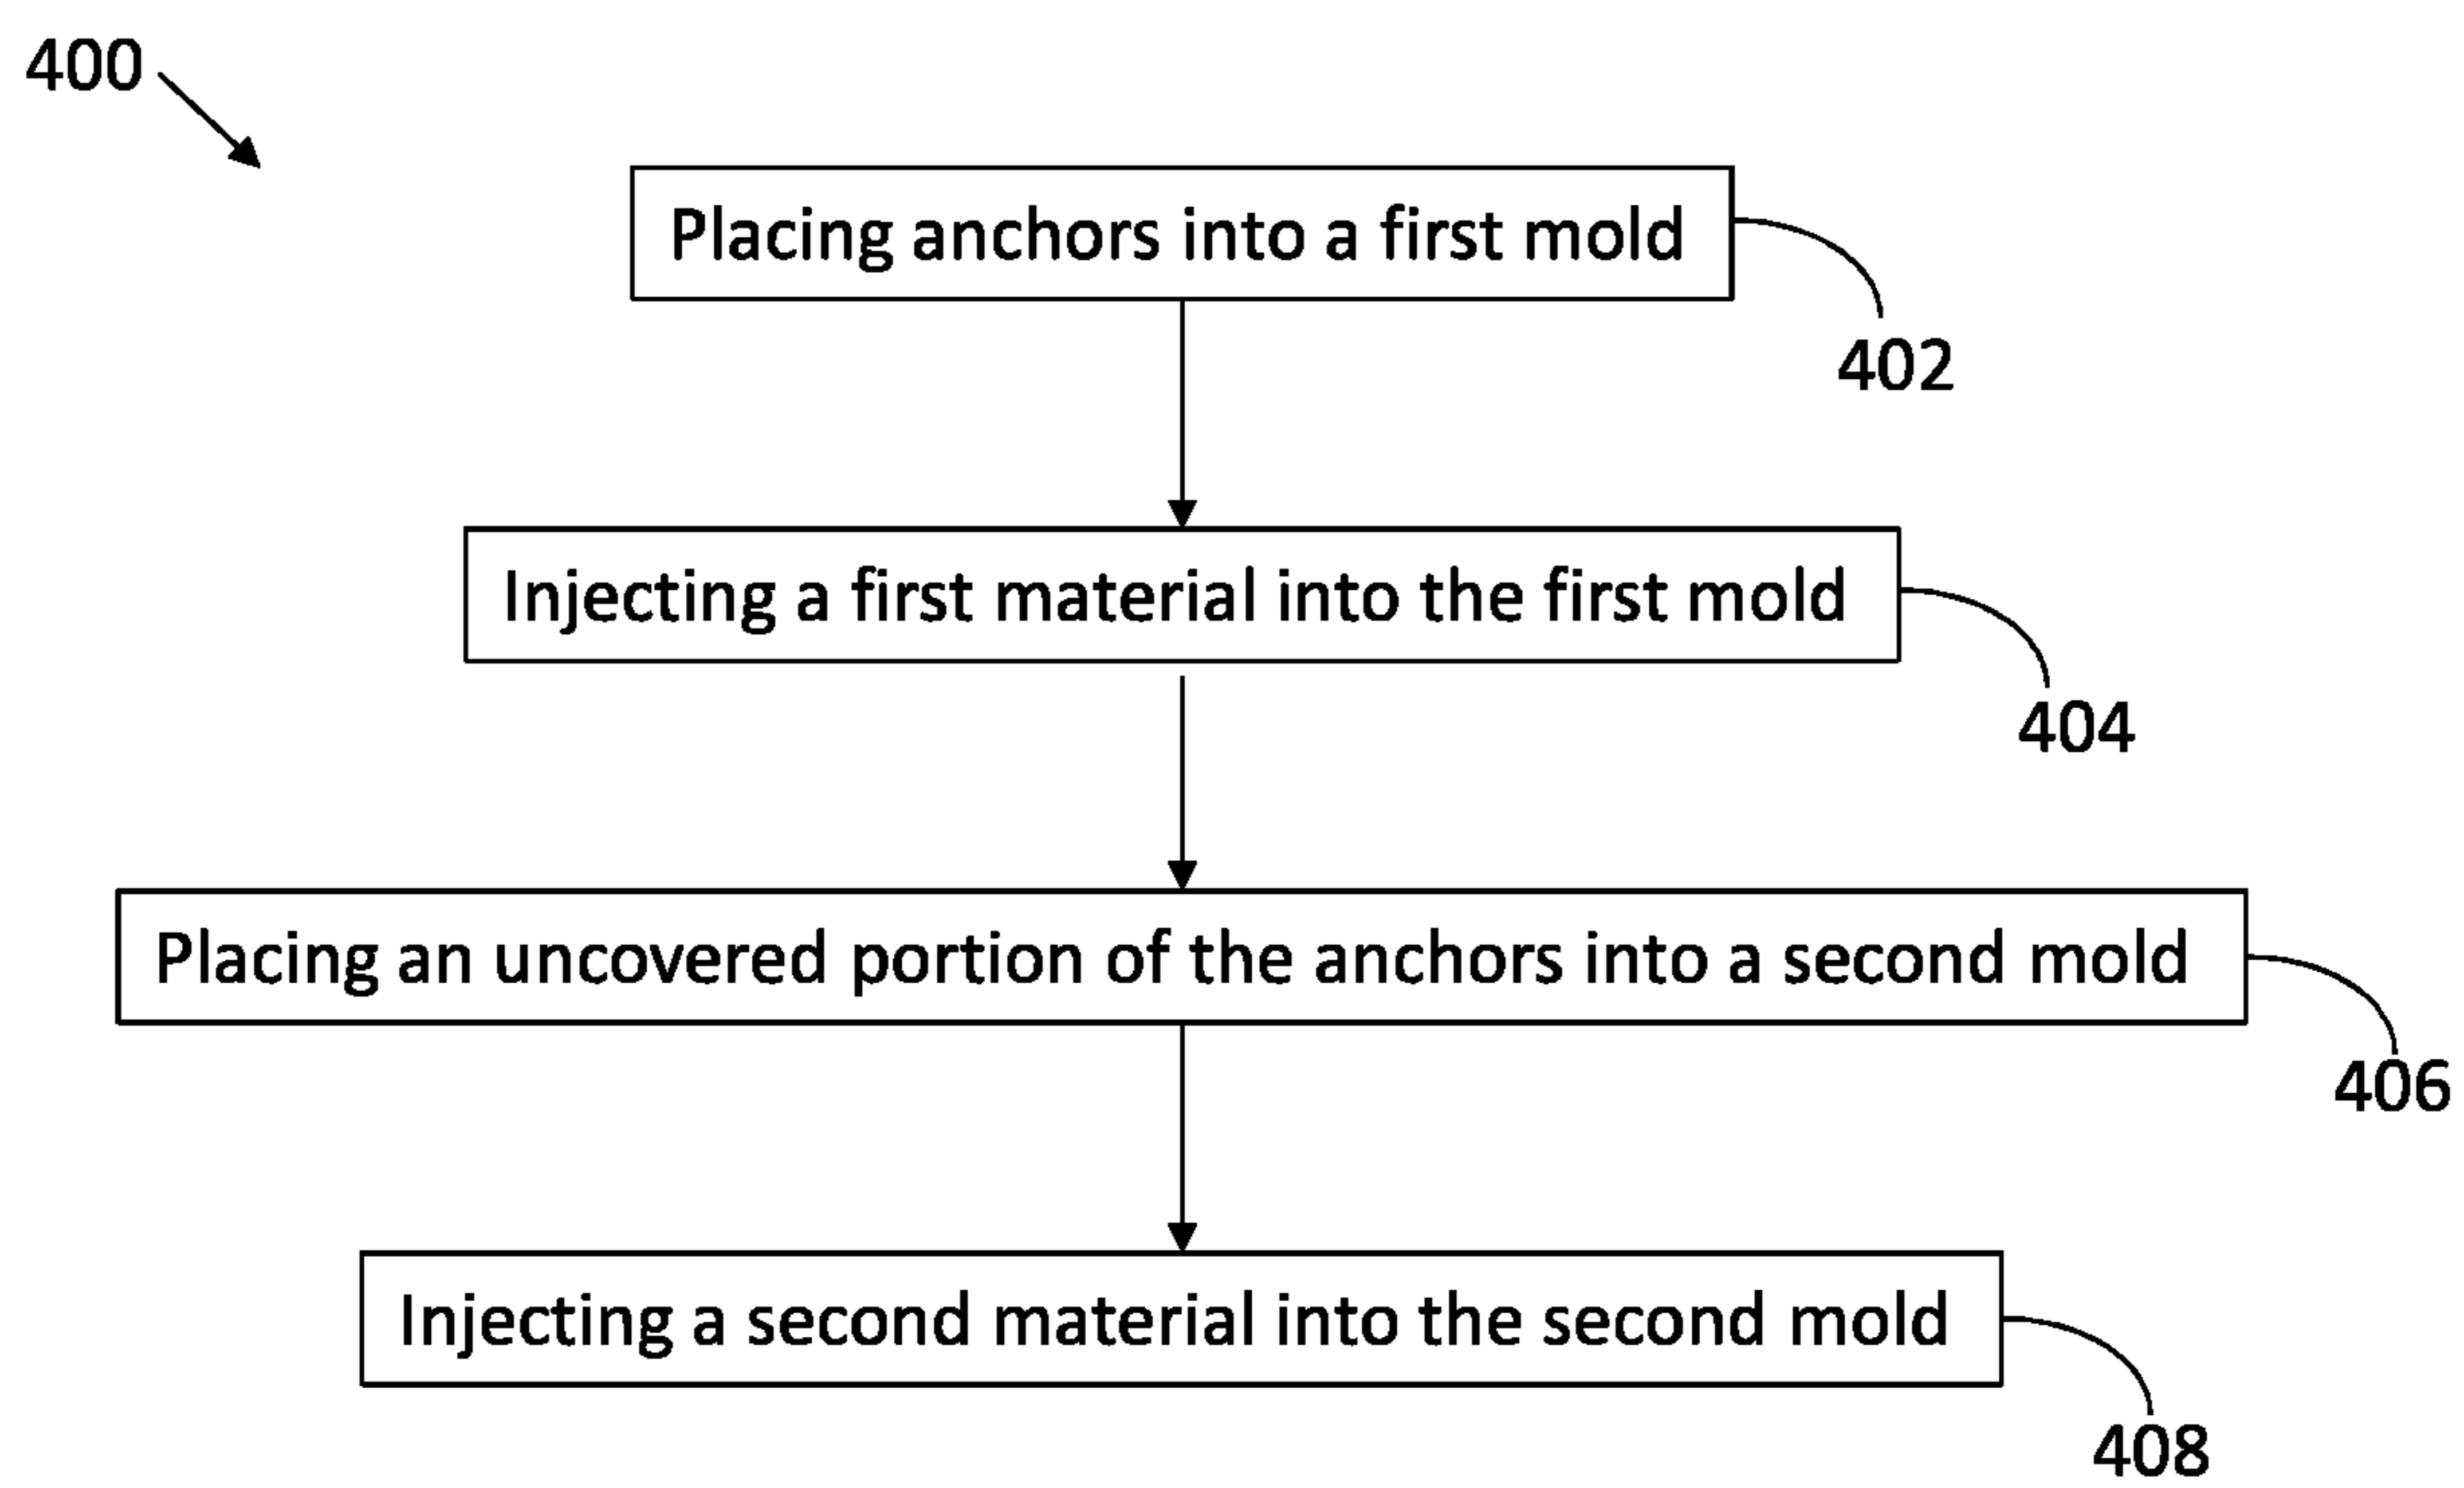 400
Placing anchors into a first mold
402
Injecting a first material into the first mold
404
Placing an uncovered portion of the anchors into a second mold
406
Injecting a second material into the second mold
408